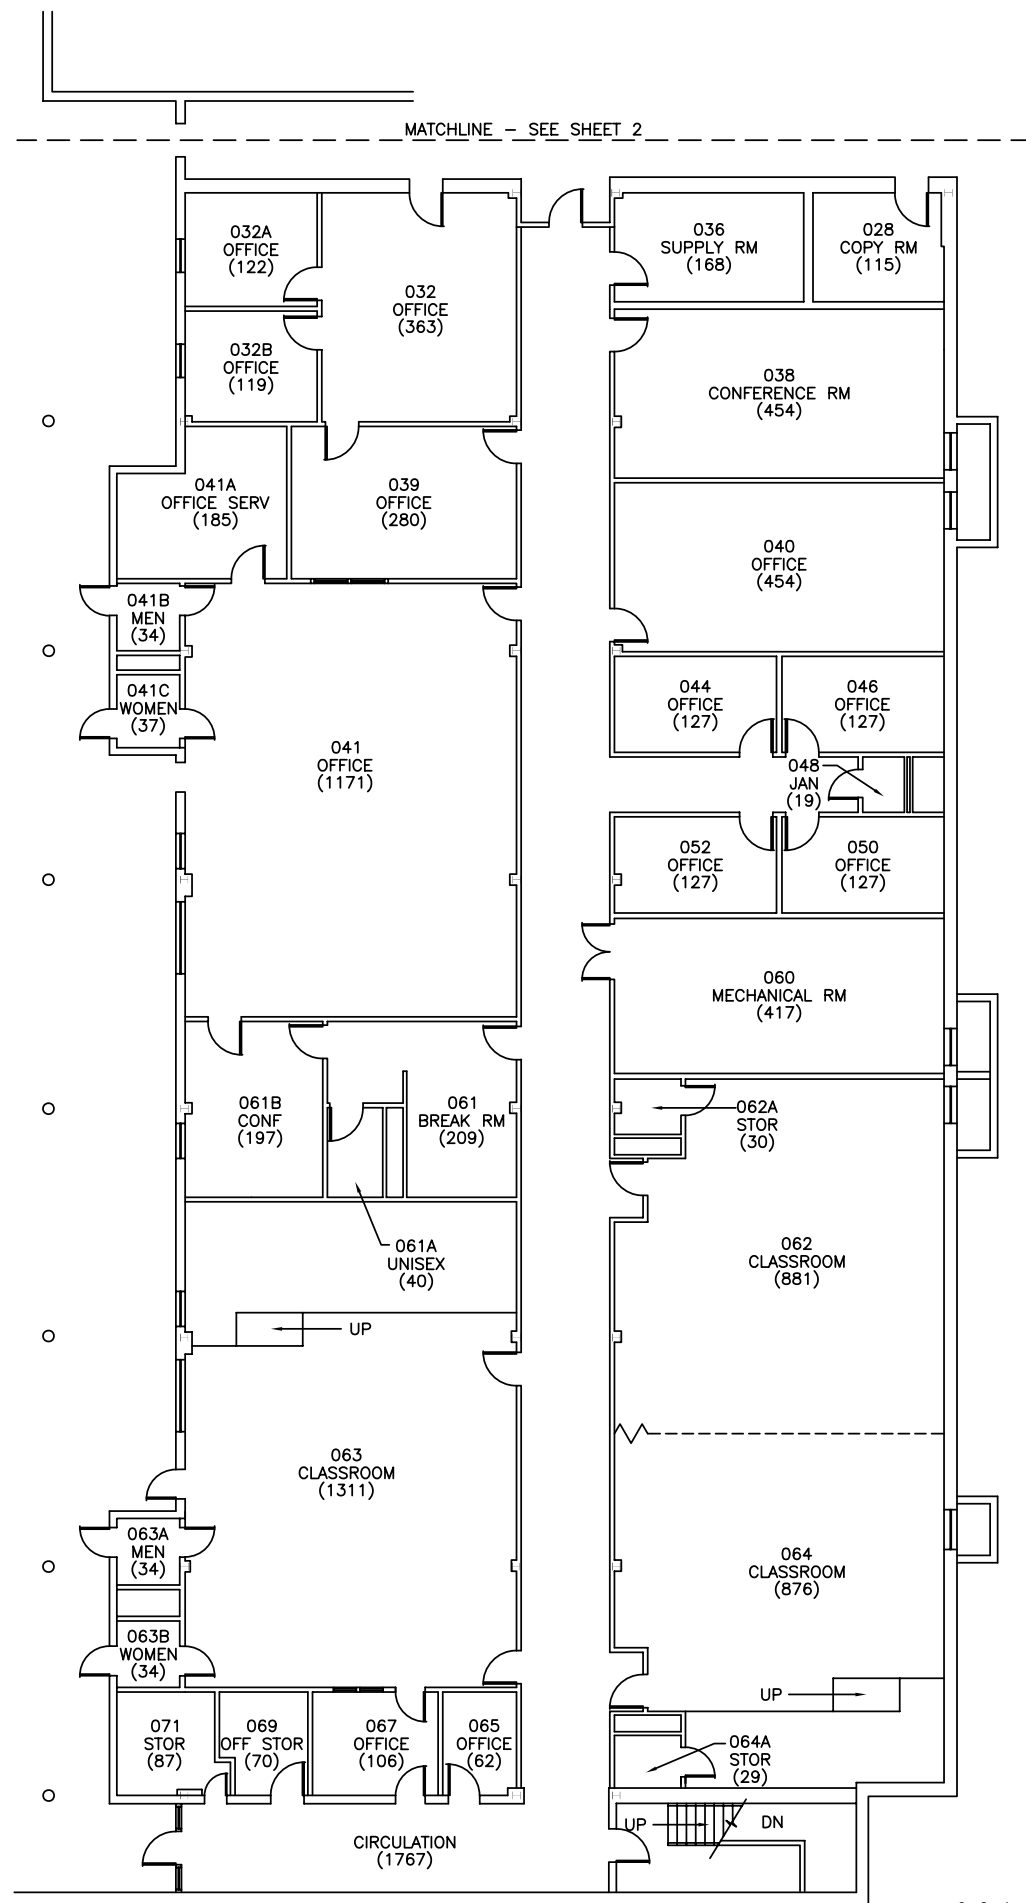 MATCHLINE – SEE SHEET 2
032A
OFFICE
(122)
032
OFFICE
(363)
036
SUPPLY RM
(168)
028
COPY RM
(115)
032B
OFFICE
(119)
038
CONFERENCE RM
(454)
041A
OFFICE SERV
(185)
039
OFFICE
(280)
040
OFFICE
(454)
041B
MEN
(34)
041C
WOMEN
(37)
044
OFFICE
(127)
046
OFFICE
(127)
041
OFFICE
(1171)
048
JAN
(19)
052
OFFICE
(127)
050
OFFICE
(127)
060
MECHANICAL RM
(417)
061B
CONF
(197)
061
BREAK RM
(209)
062A
STOR
(30)
061A
UNISEX
(40)
062
CLASSROOM
(881)
UP
063
CLASSROOM
(1311)
063A
MEN
(34)
064
CLASSROOM
(876)
063B
WOMEN
(34)
UP
071
STOR
(87)
069
OFF STOR
(70)
067
OFFICE
(106)
065
OFFICE
(62)
064A
STOR
(29)
CIRCULATION
(1767)
UP
DN